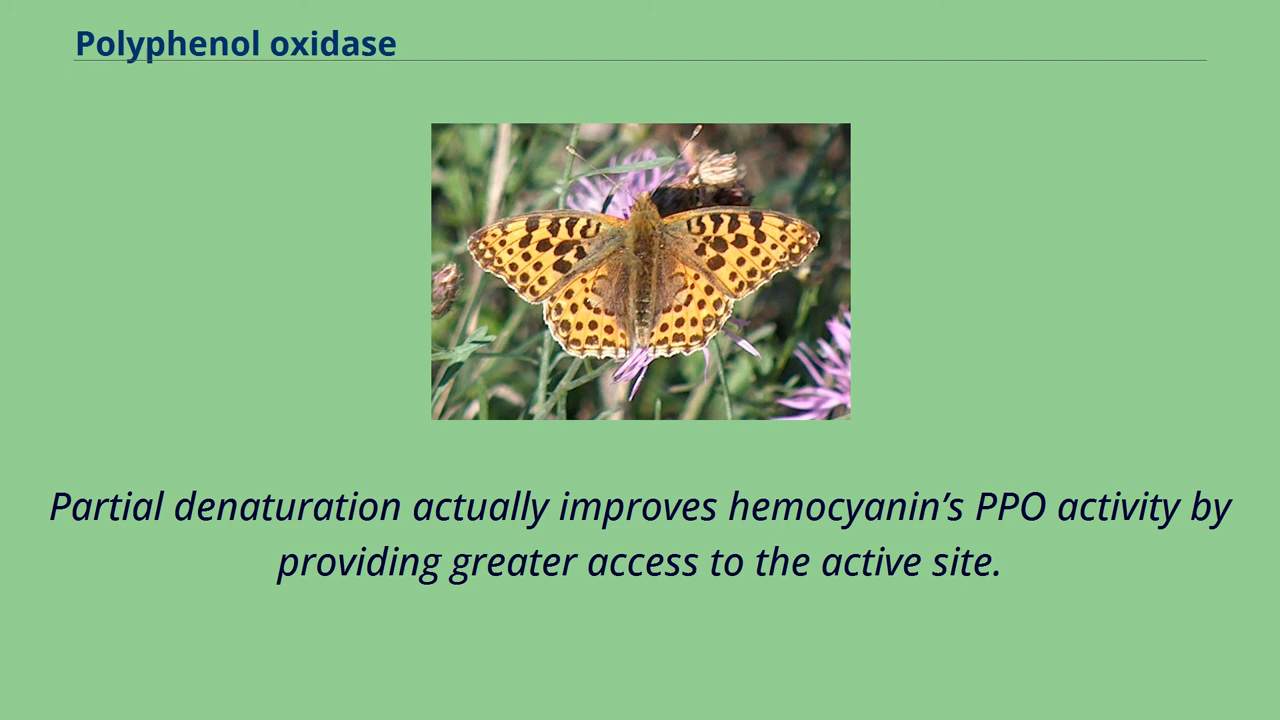 Polyphenol oxidase
Partial denaturation actually improves hemocyanin’s PPO activity by
providing greater access to the active site.